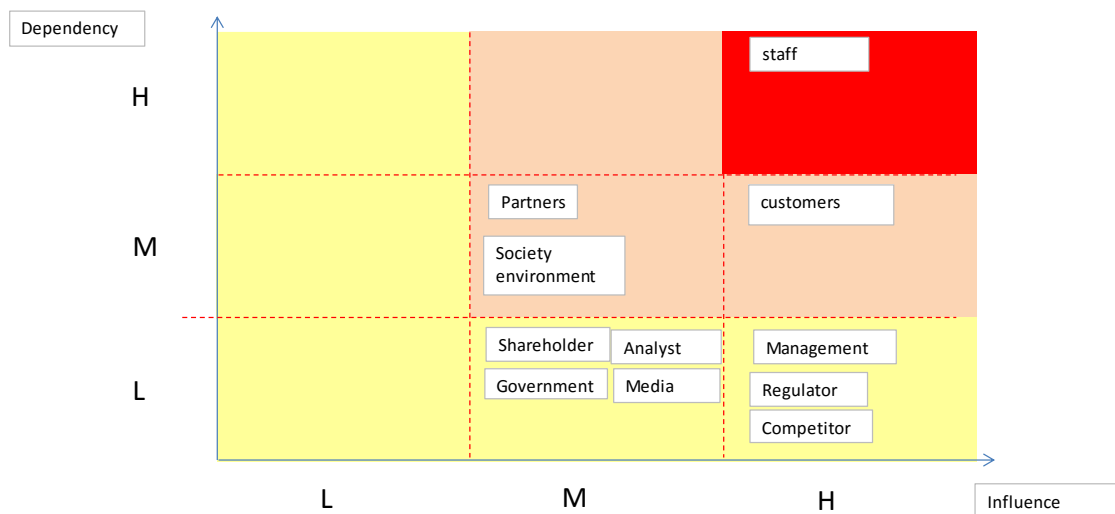 Dependency
staff
H
Partners
customers
M
Society
environment
Shareholder
Analyst
Management
Government
Media
Regulator
L
Competitor
L
M
H
Influence